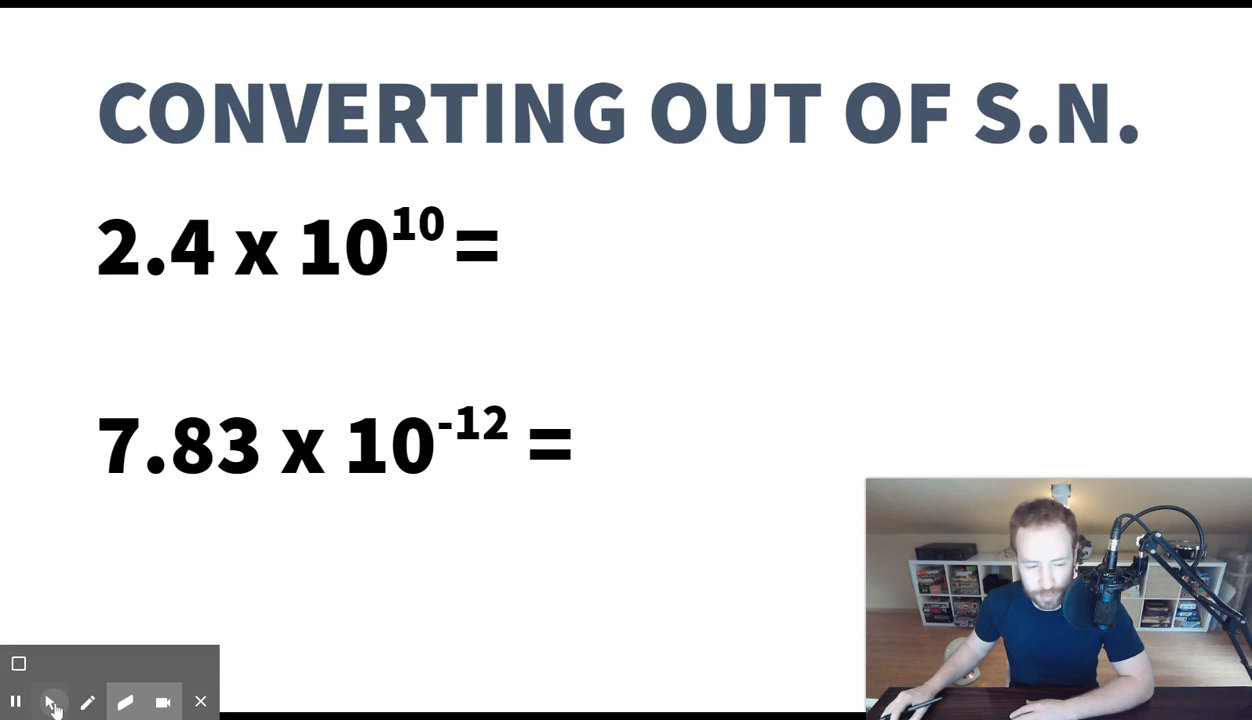 CONVERTING OUT OF S.N.
2.4 x 10¹⁰ =
7.83 x 10⁻¹² =